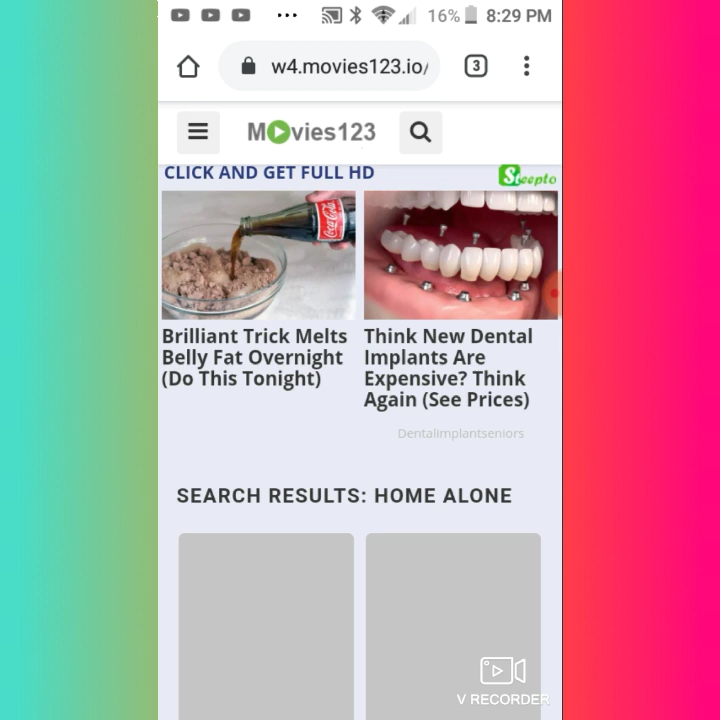 16% 8:29 PM
w4.movies123.io/
3
Movies123
CLICK AND GET FULL HD
Coca-Cola
Brilliant Trick Melts
Belly Fat Overnight
(Do This Tonight)
Think New Dental
Implants Are
Expensive? Think
Again (See Prices)
Dentalimplantseniors
SEARCH RESULTS: HOME ALONE
V RECORDER